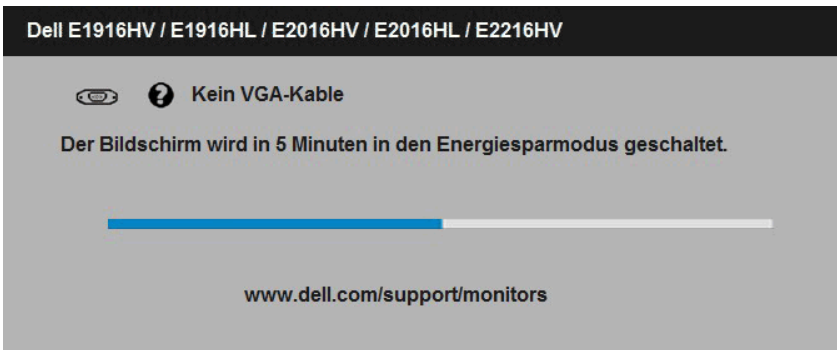 Dell E1916HV / E1916HL / E2016HV / E2016HL / E2216HV
Kein VGA-Kable
Der Bildschirm wird in 5 Minuten in den Energiesparmodus geschaltet.
www.dell.com/support/monitors